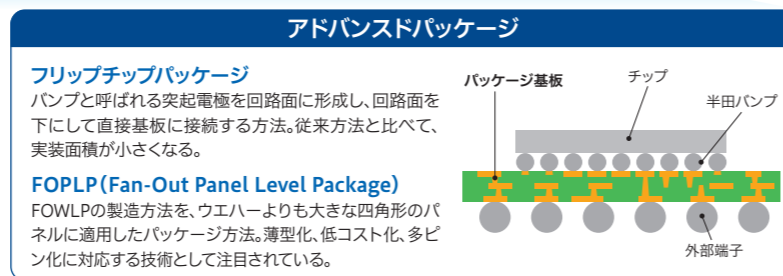 アドバンスドパッケージ
フリップチップパッケージ
バンプと呼ばれる突起電極を回路面に形成し、回路面を
下にして直接基板に接続する方法。従来方法と比べて、
実装面積が小さくなる。
FOPLP(Fan-Out Panel Level Package)
FOWLPの製造方法を、ウエハーよりも大きな四角形のパ
ネルに適用したパッケージ方法。薄型化、低コスト化、多ピ
ン化に対応する技術として注目されている。
パッケージ基板
チップ
半田バンプ
外部端子